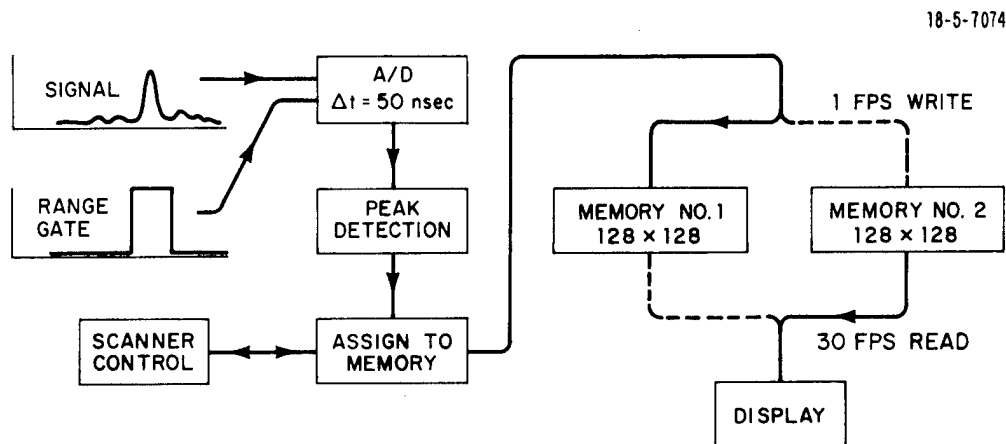 18-5-7074
SIGNAL
A/D
Δt = 50 nsec
1 FPS WRITE
RANGE
GATE
PEAK
DETECTION
MEMORY NO. 1
128 × 128
MEMORY NO. 2
128 × 128
SCANNER
CONTROL
ASSIGN TO
MEMORY
30 FPS READ
DISPLAY